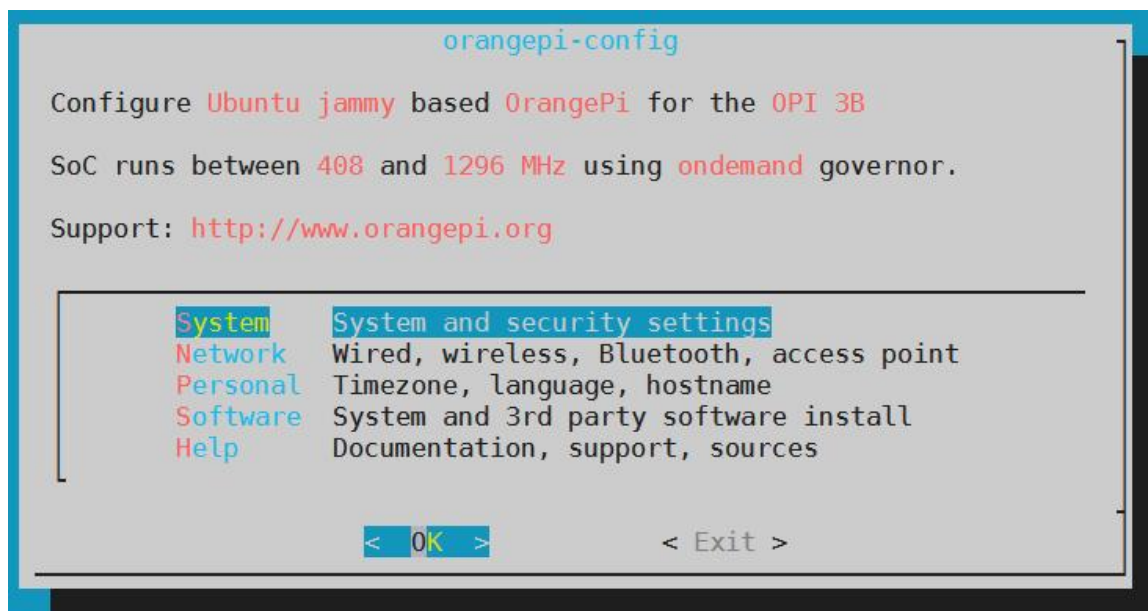 orangepi-config
Configure Ubuntu jammy based OrangePi for the OPI 3B
SoC runs between 408 and 1296 MHz using ondemand governor.
Support: http://www.orangepi.org
System System and security settings
Network Wired, wireless, Bluetooth, access point
Personal Timezone, language, hostname
Software System and 3rd party software install
Help Documentation, support, sources
< OK > < Exit >